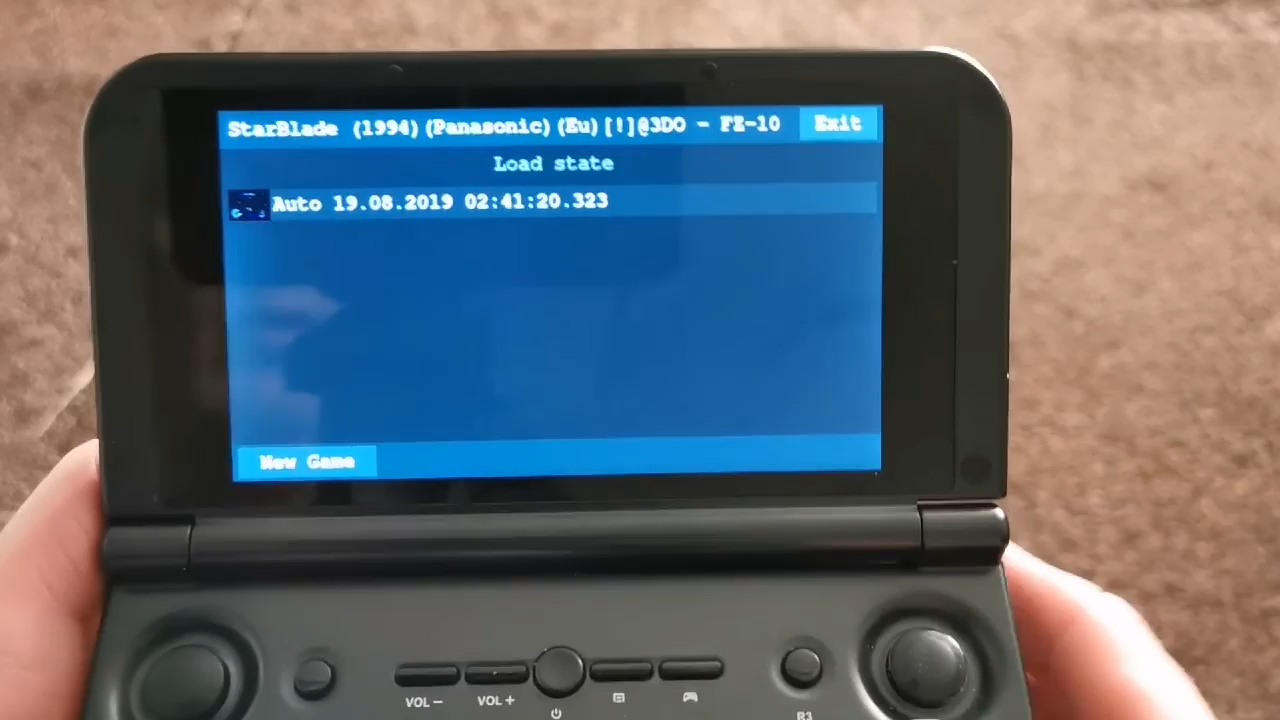 StarBlade (1994)(Panasonic)(Eu)[!]@3DO - FZ-10 Exit
Load state
Auto 19.08.2019 02:41:20.323
New Game
VOL− VOL+
R3